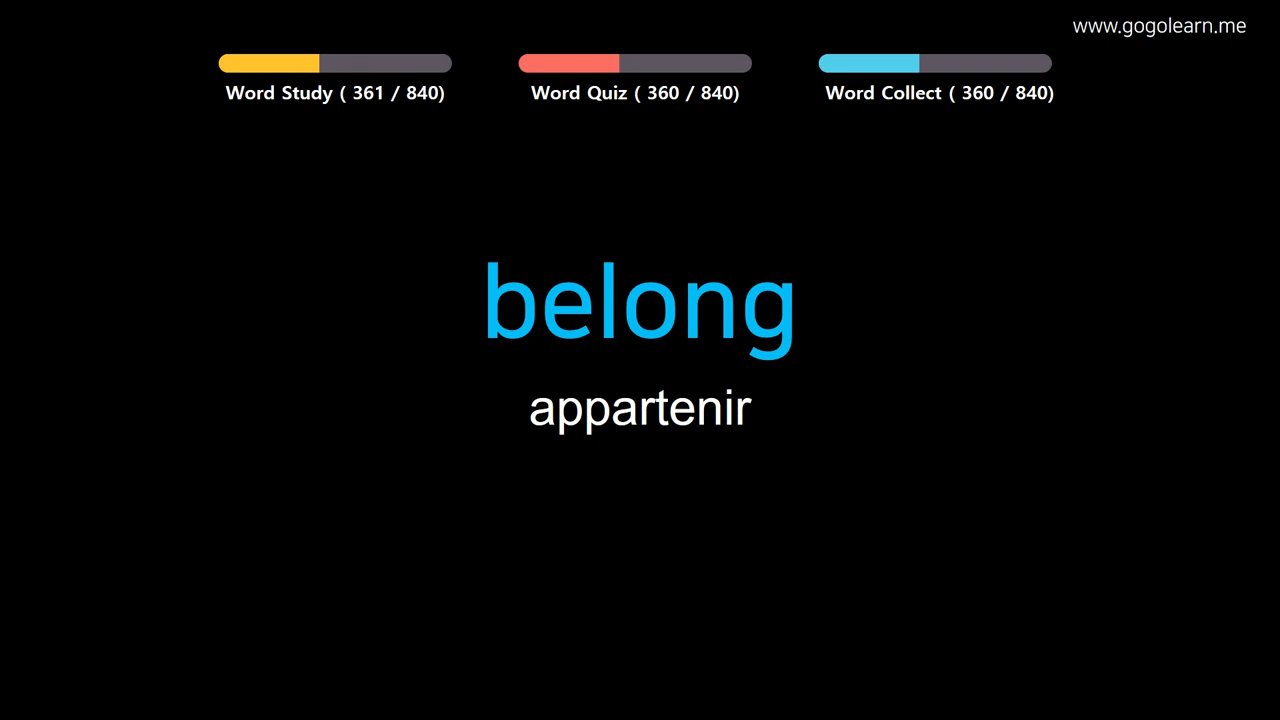 www.gogolearn.me
Word Study ( 361 / 840)
Word Quiz ( 360 / 840)
Word Collect ( 360 / 840)
belong
appartenir